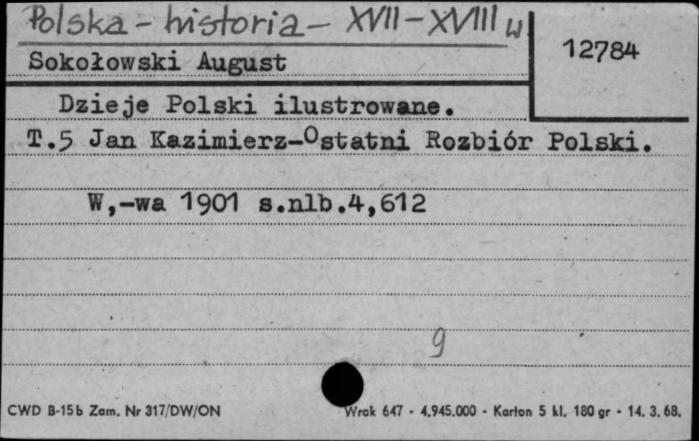 Polska - historia - XVII - XVIII w
12784
Sokołowski August
Dzieje Polski ilustrowane.
T.5 Jan Kazimierz-Ostatni Rozbiór Polski.
W,-wa 1901 s.nlb.4,612
9
CWD B-15b Zam. Nr 317/DW/ON
Wrak 647 - 4.945.000 - Karton 5 kl. 180 gr - 14. 3. 68.